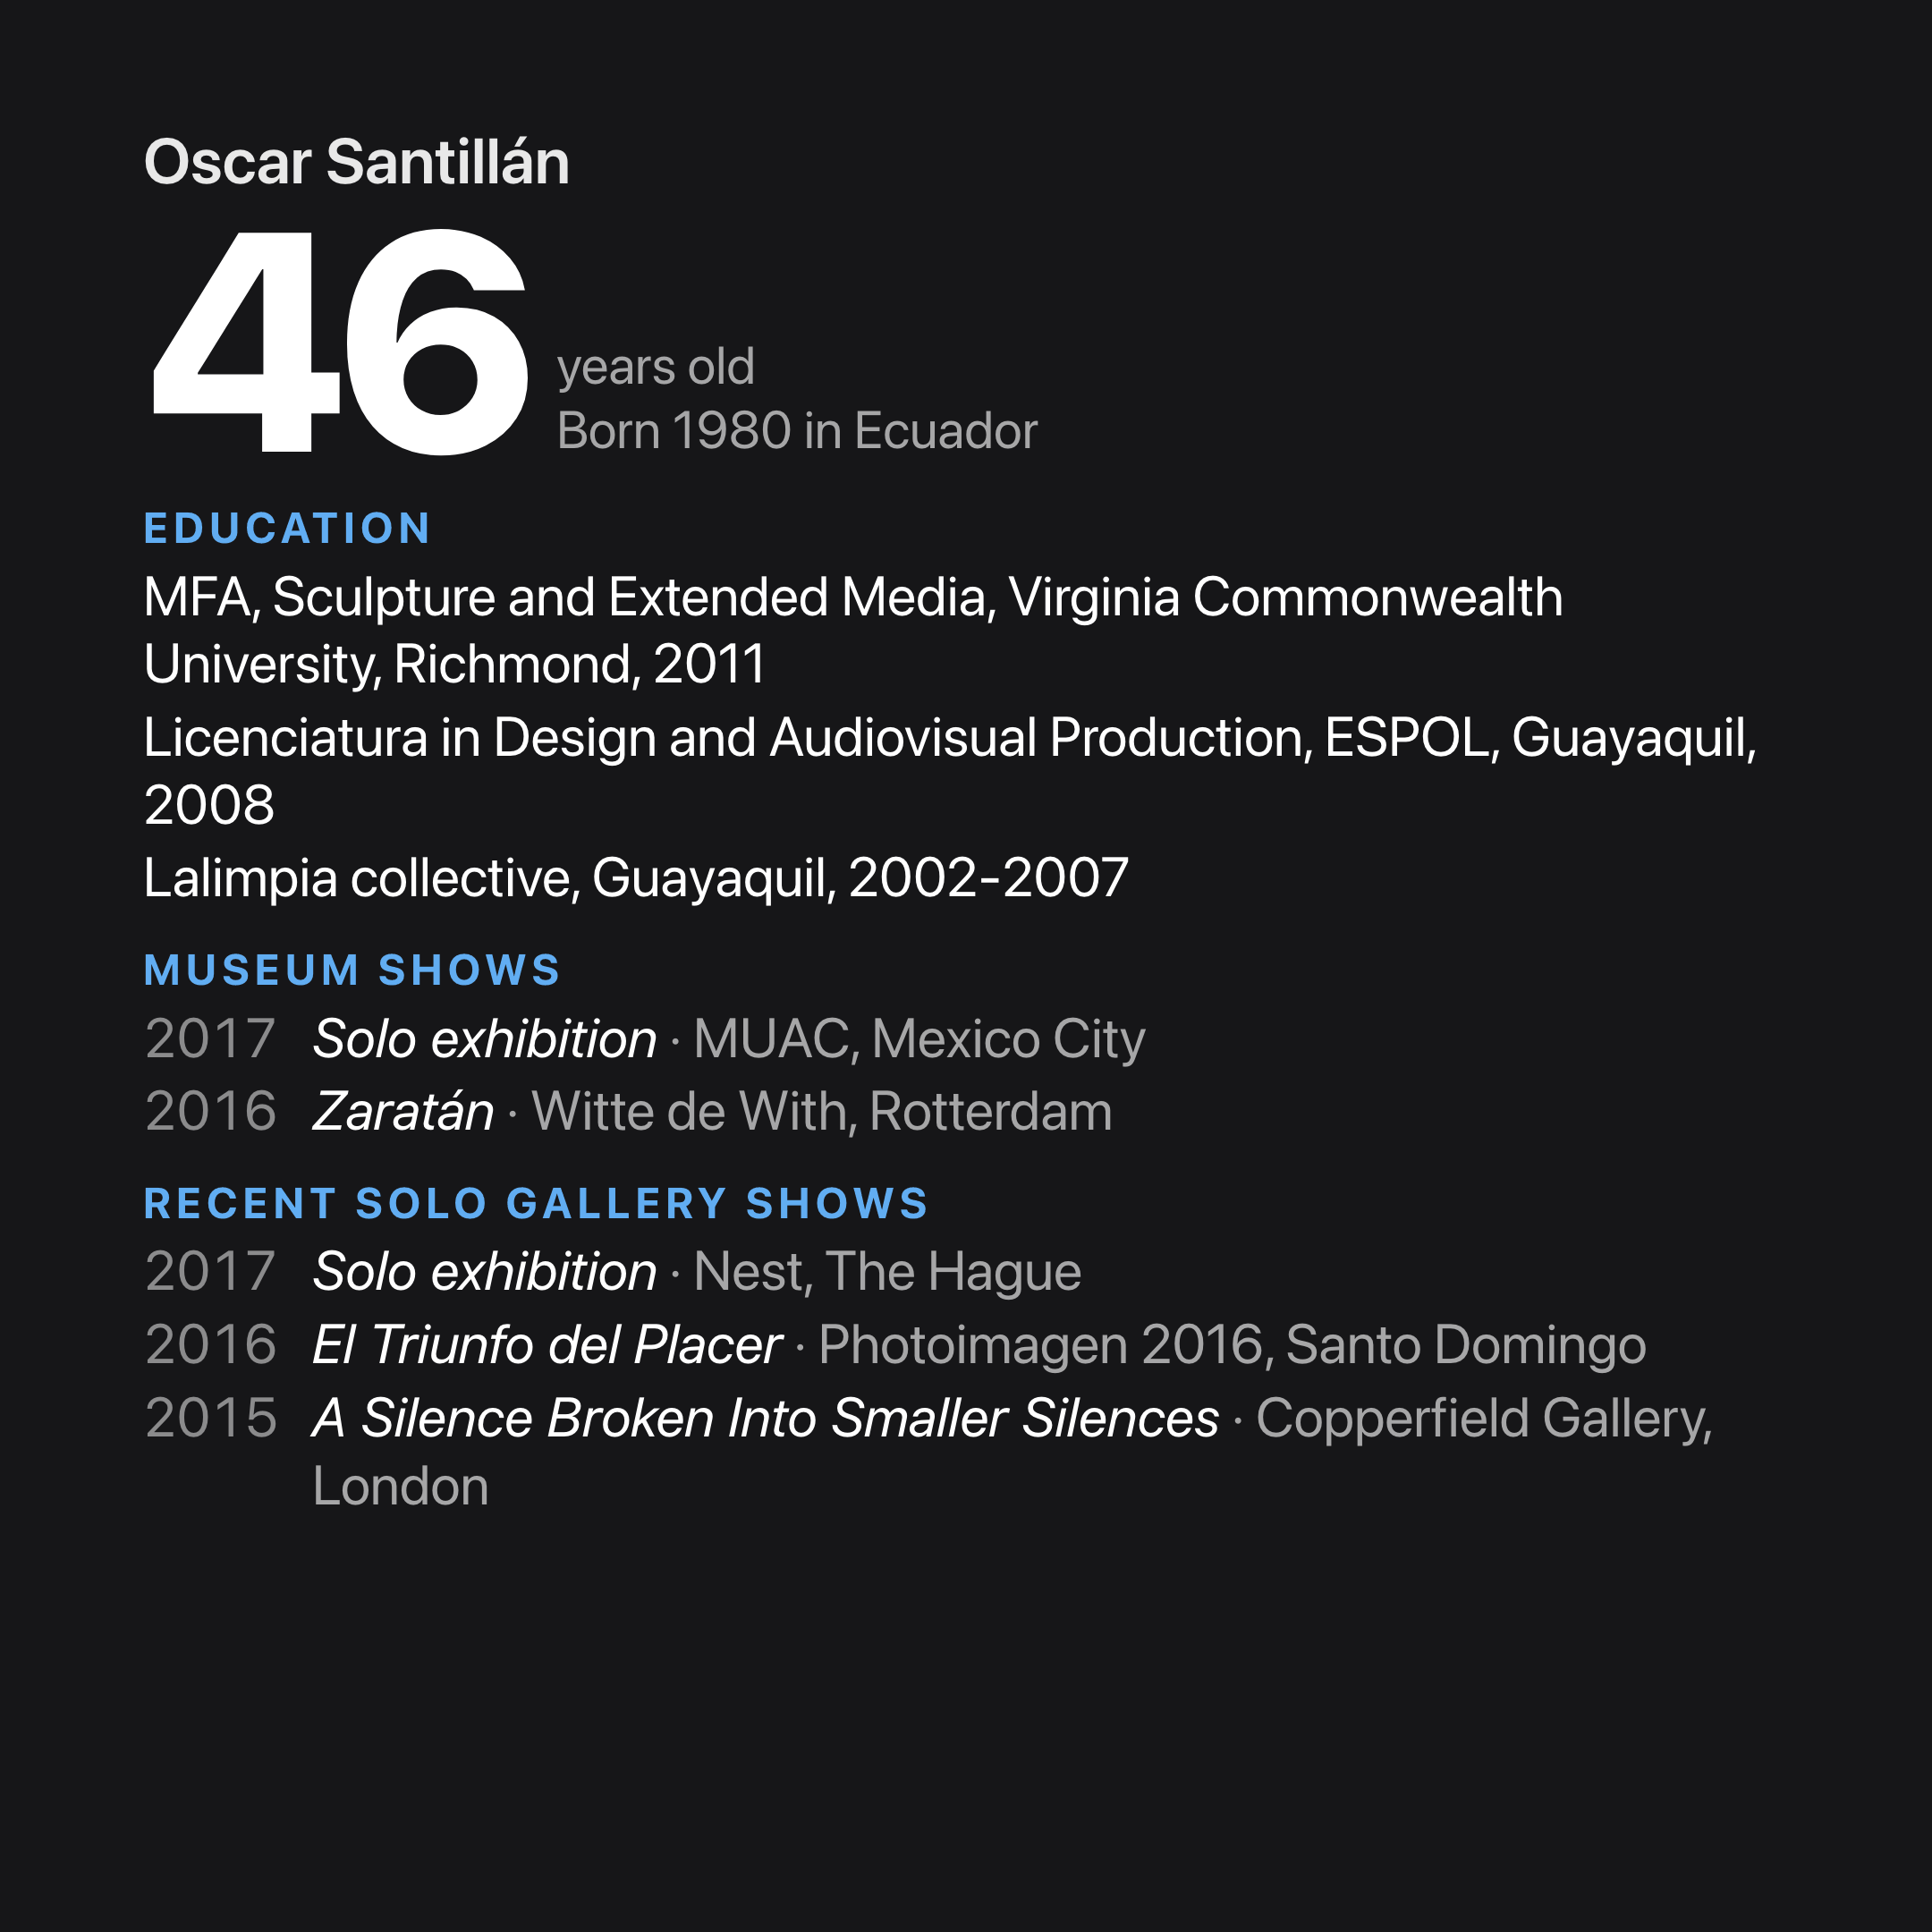 Oscar Santillán
46
years old
Born 1980 in Ecuador
EDUCATION
MFA, Sculpture and Extended Media, Virginia Commonwealth
University, Richmond, 2011
Licenciatura in Design and Audiovisual Production, ESPOL, Guayaquil,
2008
Lalimpia collective, Guayaquil, 2002-2007
MUSEUM SHOWS
2017 Solo exhibition · MUAC, Mexico City
2016 Zaratán · Witte de With, Rotterdam
RECENT SOLO GALLERY SHOWS
2017 Solo exhibition · Nest, The Hague
2016 El Triunfo del Placer · Photoimagen 2016, Santo Domingo
2015 A Silence Broken Into Smaller Silences · Copperfield Gallery,
London